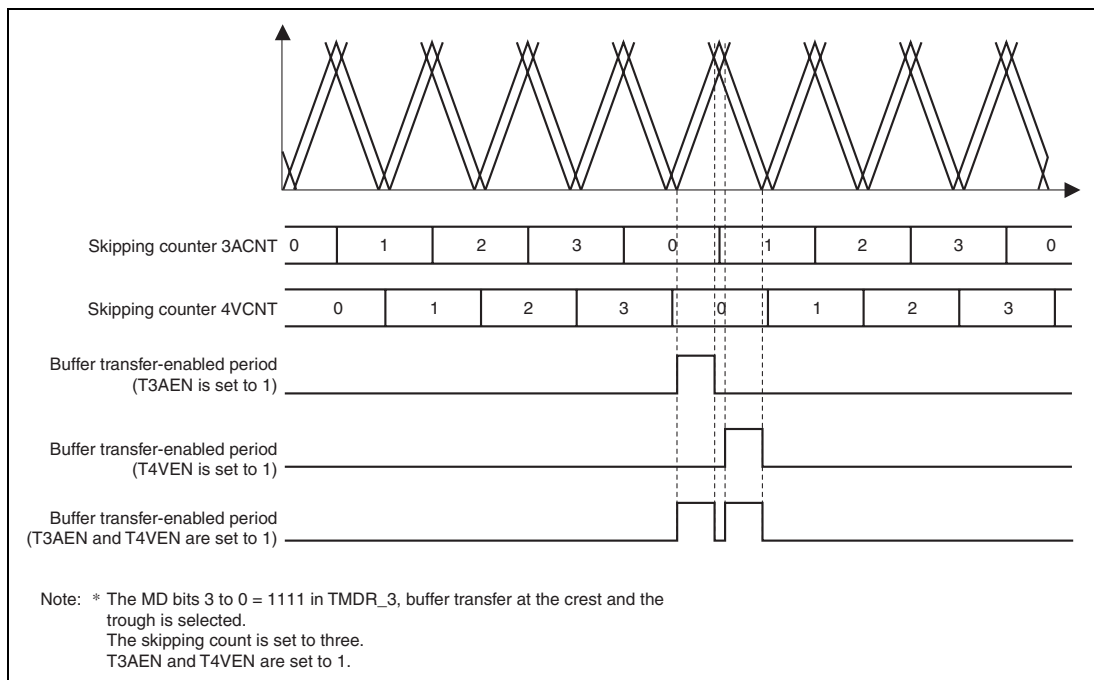 Skipping counter 3ACNT 0 1 2 3 0 1 2 3 0
Skipping counter 4VCNT 0 1 2 3 0 1 2 3
Buffer transfer-enabled period
(T3AEN is set to 1)
Buffer transfer-enabled period
(T4VEN is set to 1)
Buffer transfer-enabled period
(T3AEN and T4VEN are set to 1)
Note: * The MD bits 3 to 0 = 1111 in TMDR_3, buffer transfer at the crest and the
trough is selected.
The skipping count is set to three.
T3AEN and T4VEN are set to 1.